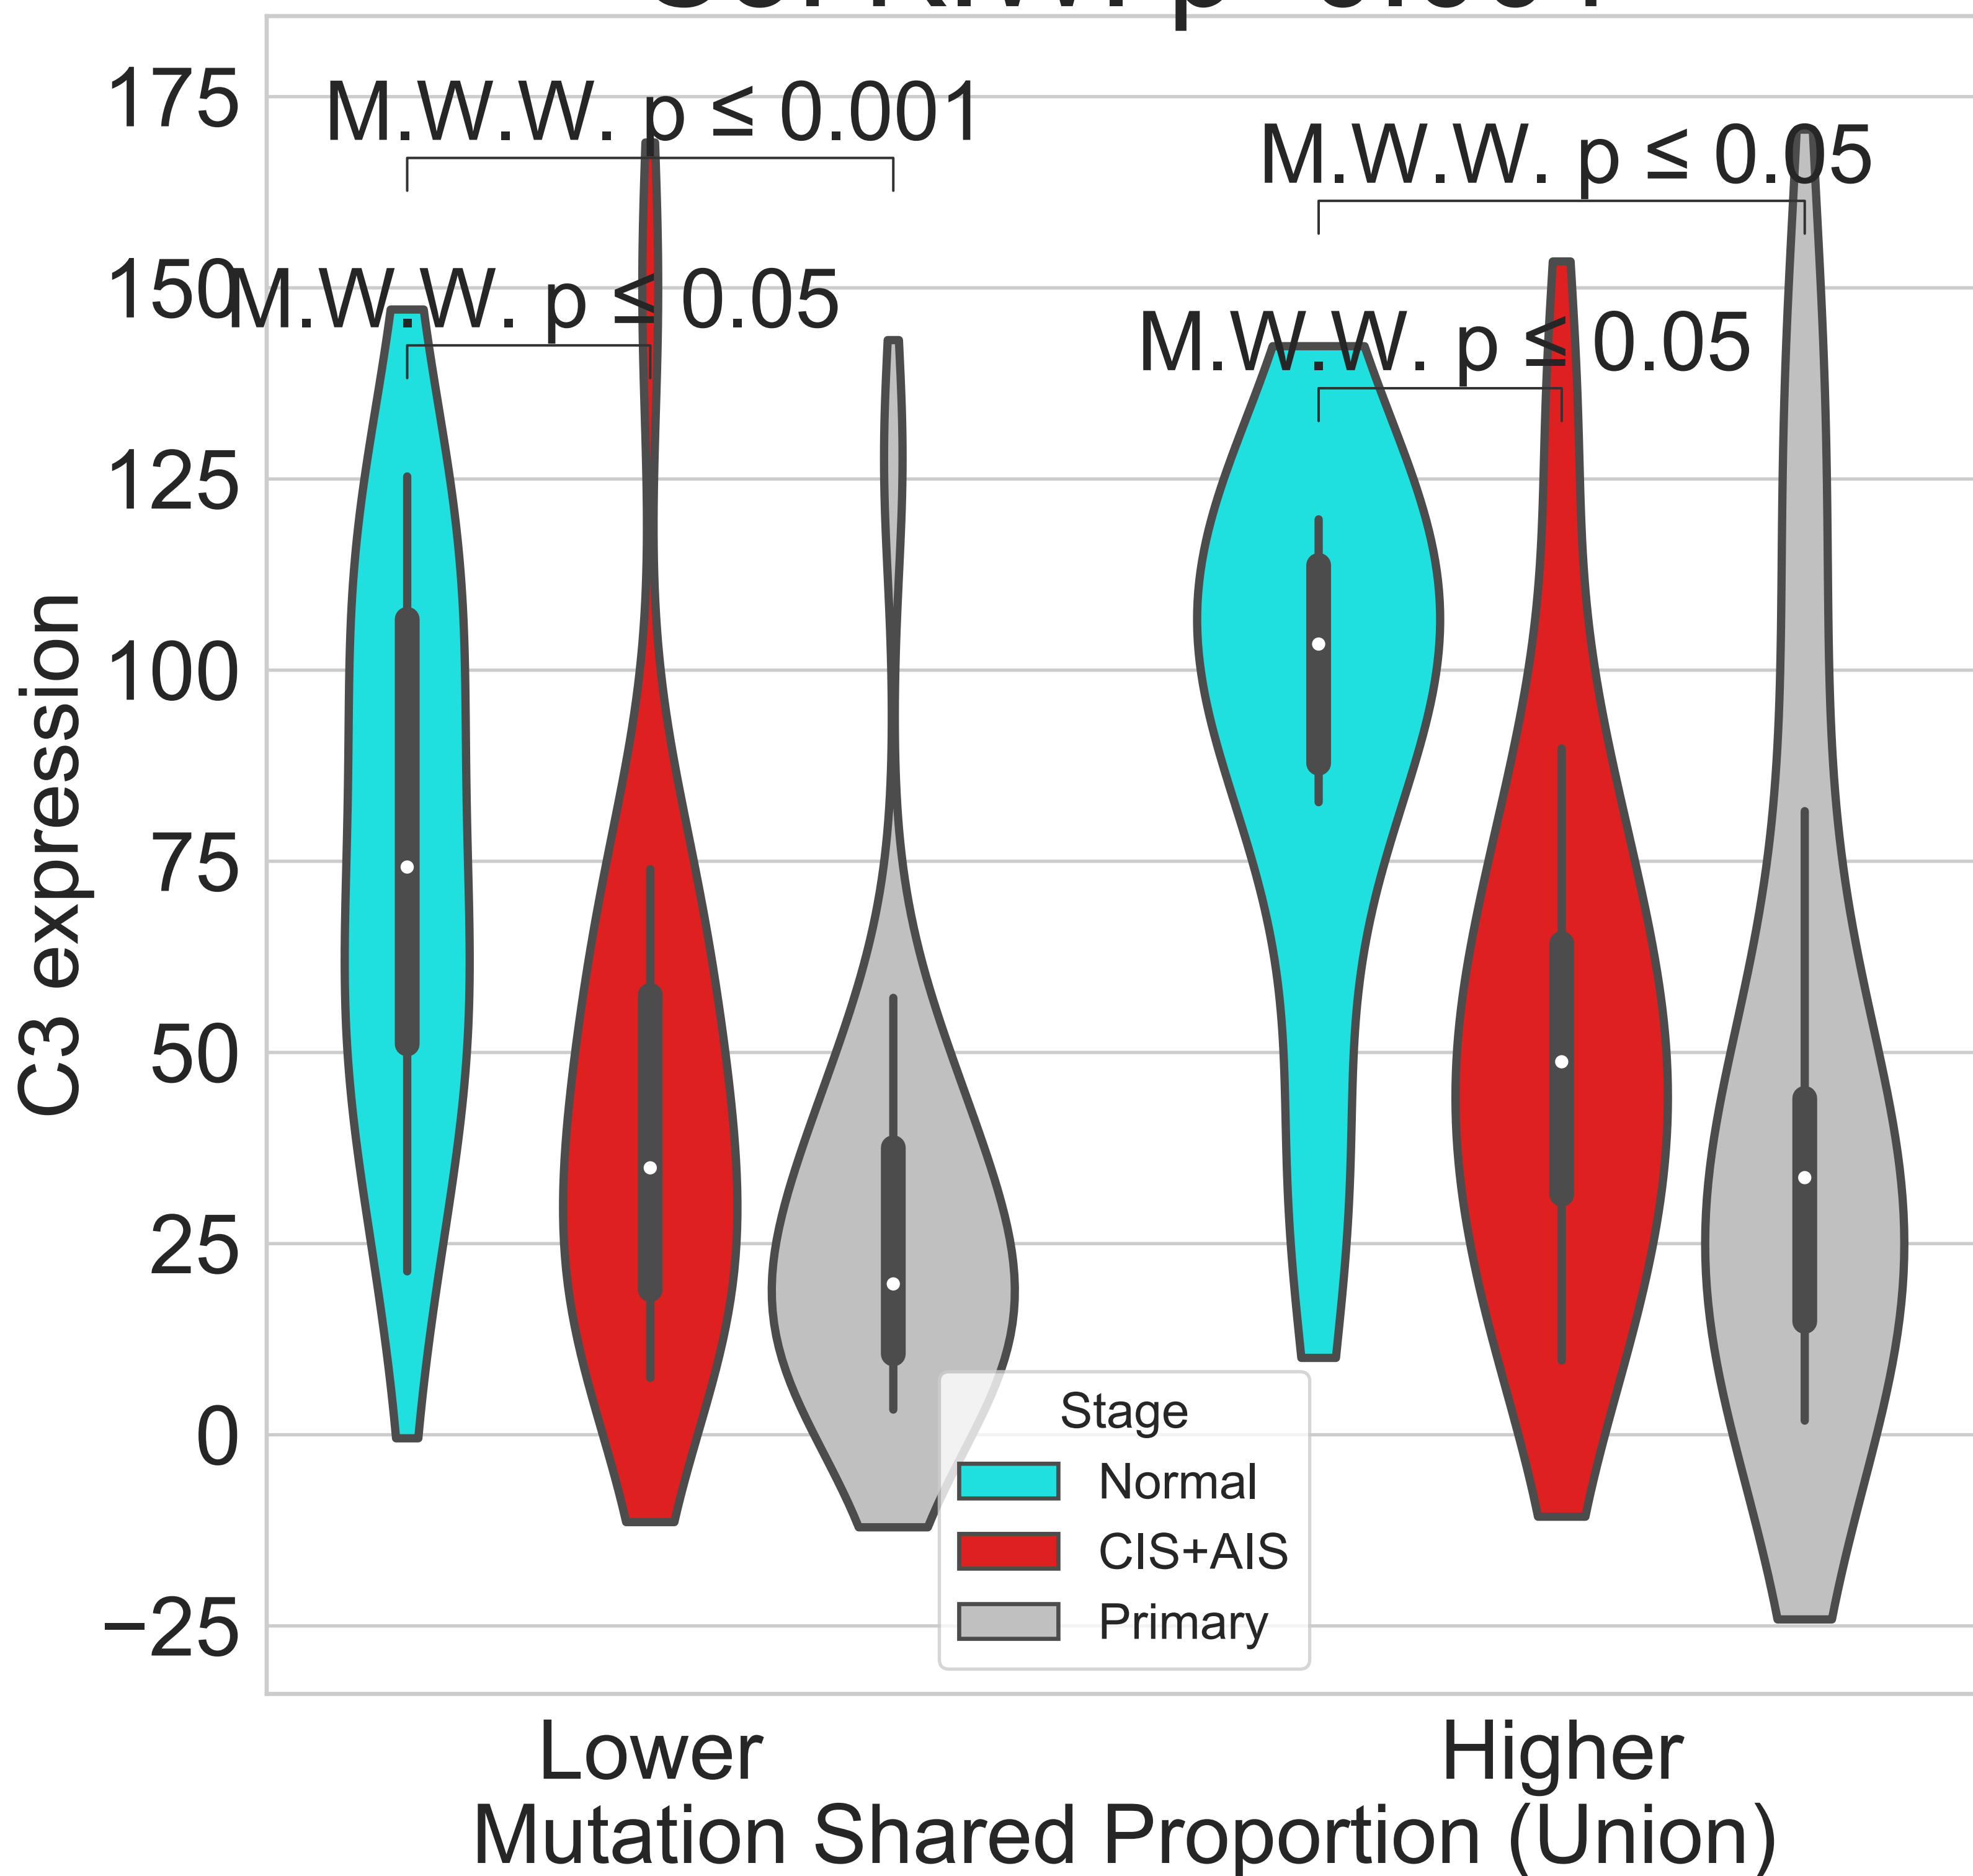 175
M.W.W. p ≤ 0.001
M.W.W. p ≤ 0.05
150
M.W.W. p ≤ 0.05
M.W.W. p ≤ 0.05
125
100
75
50
25
0
−25
C3 expression
Stage
Normal
CIS+AIS
Primary
Lower
Higher
Mutation Shared Proportion (Union)